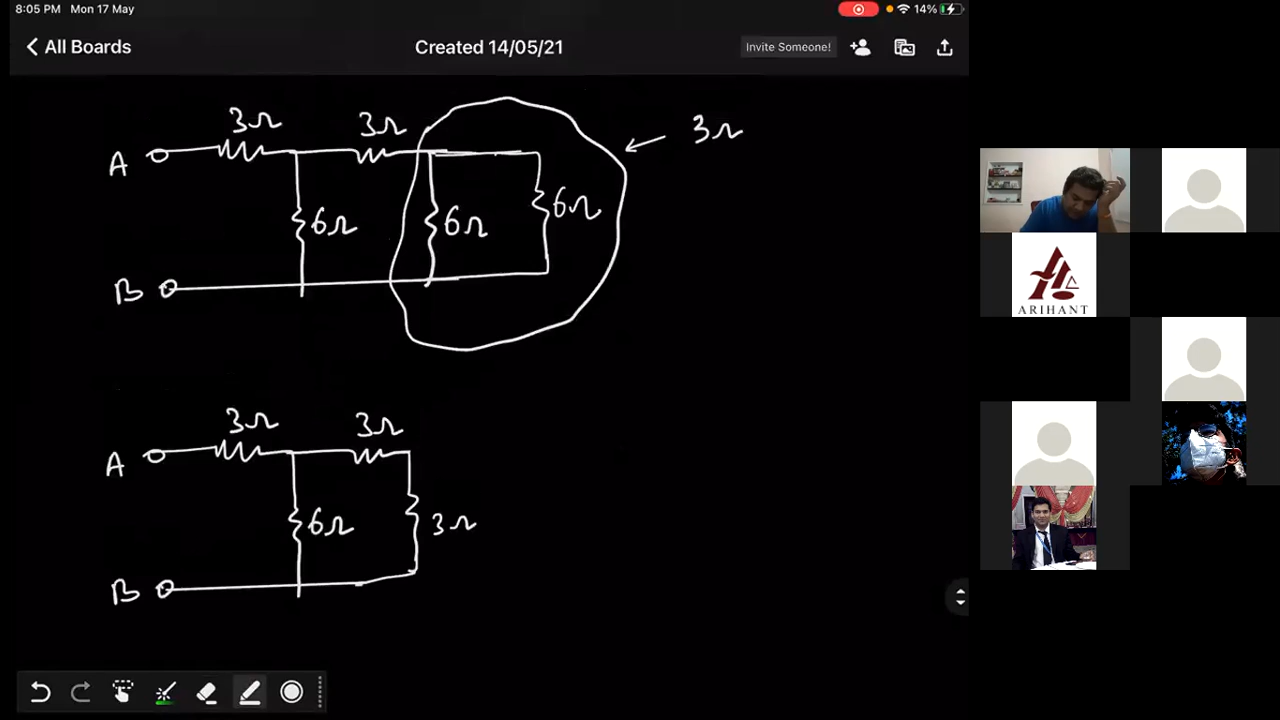 8:05 PM Mon 17 May
14%
All Boards
Created 14/05/21
Invite Someone!
3Ω
3Ω
3Ω
A
6Ω
6Ω
6Ω
B
ARIHANT
3Ω
3Ω
A
6Ω
3Ω
B